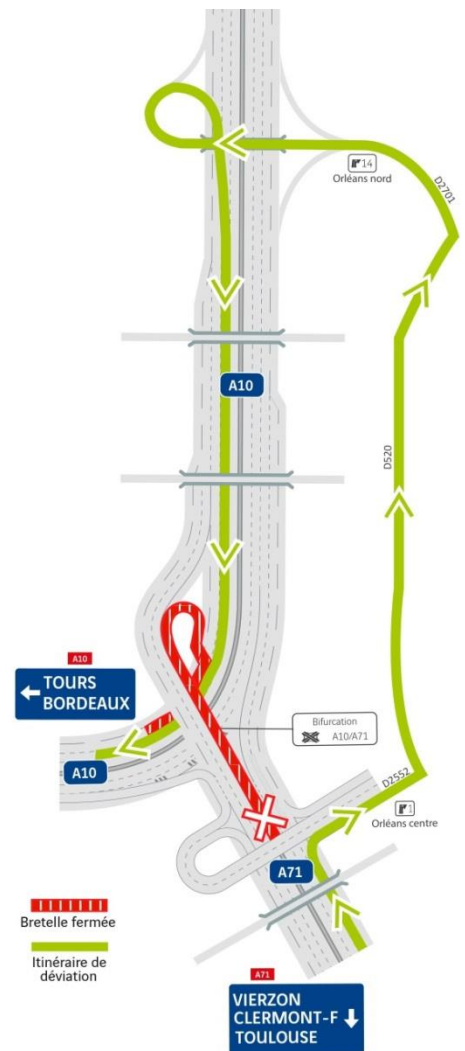 14
Orléans nord
D2701
A10
D520
A10
TOURS
BORDEAUX
Bifurcation
A10/A71
A10
D2552
1
Orléans centre
A71
Bretelle fermée
Itinéraire de
déviation
A71
VIERZON
CLERMONT-F
TOULOUSE